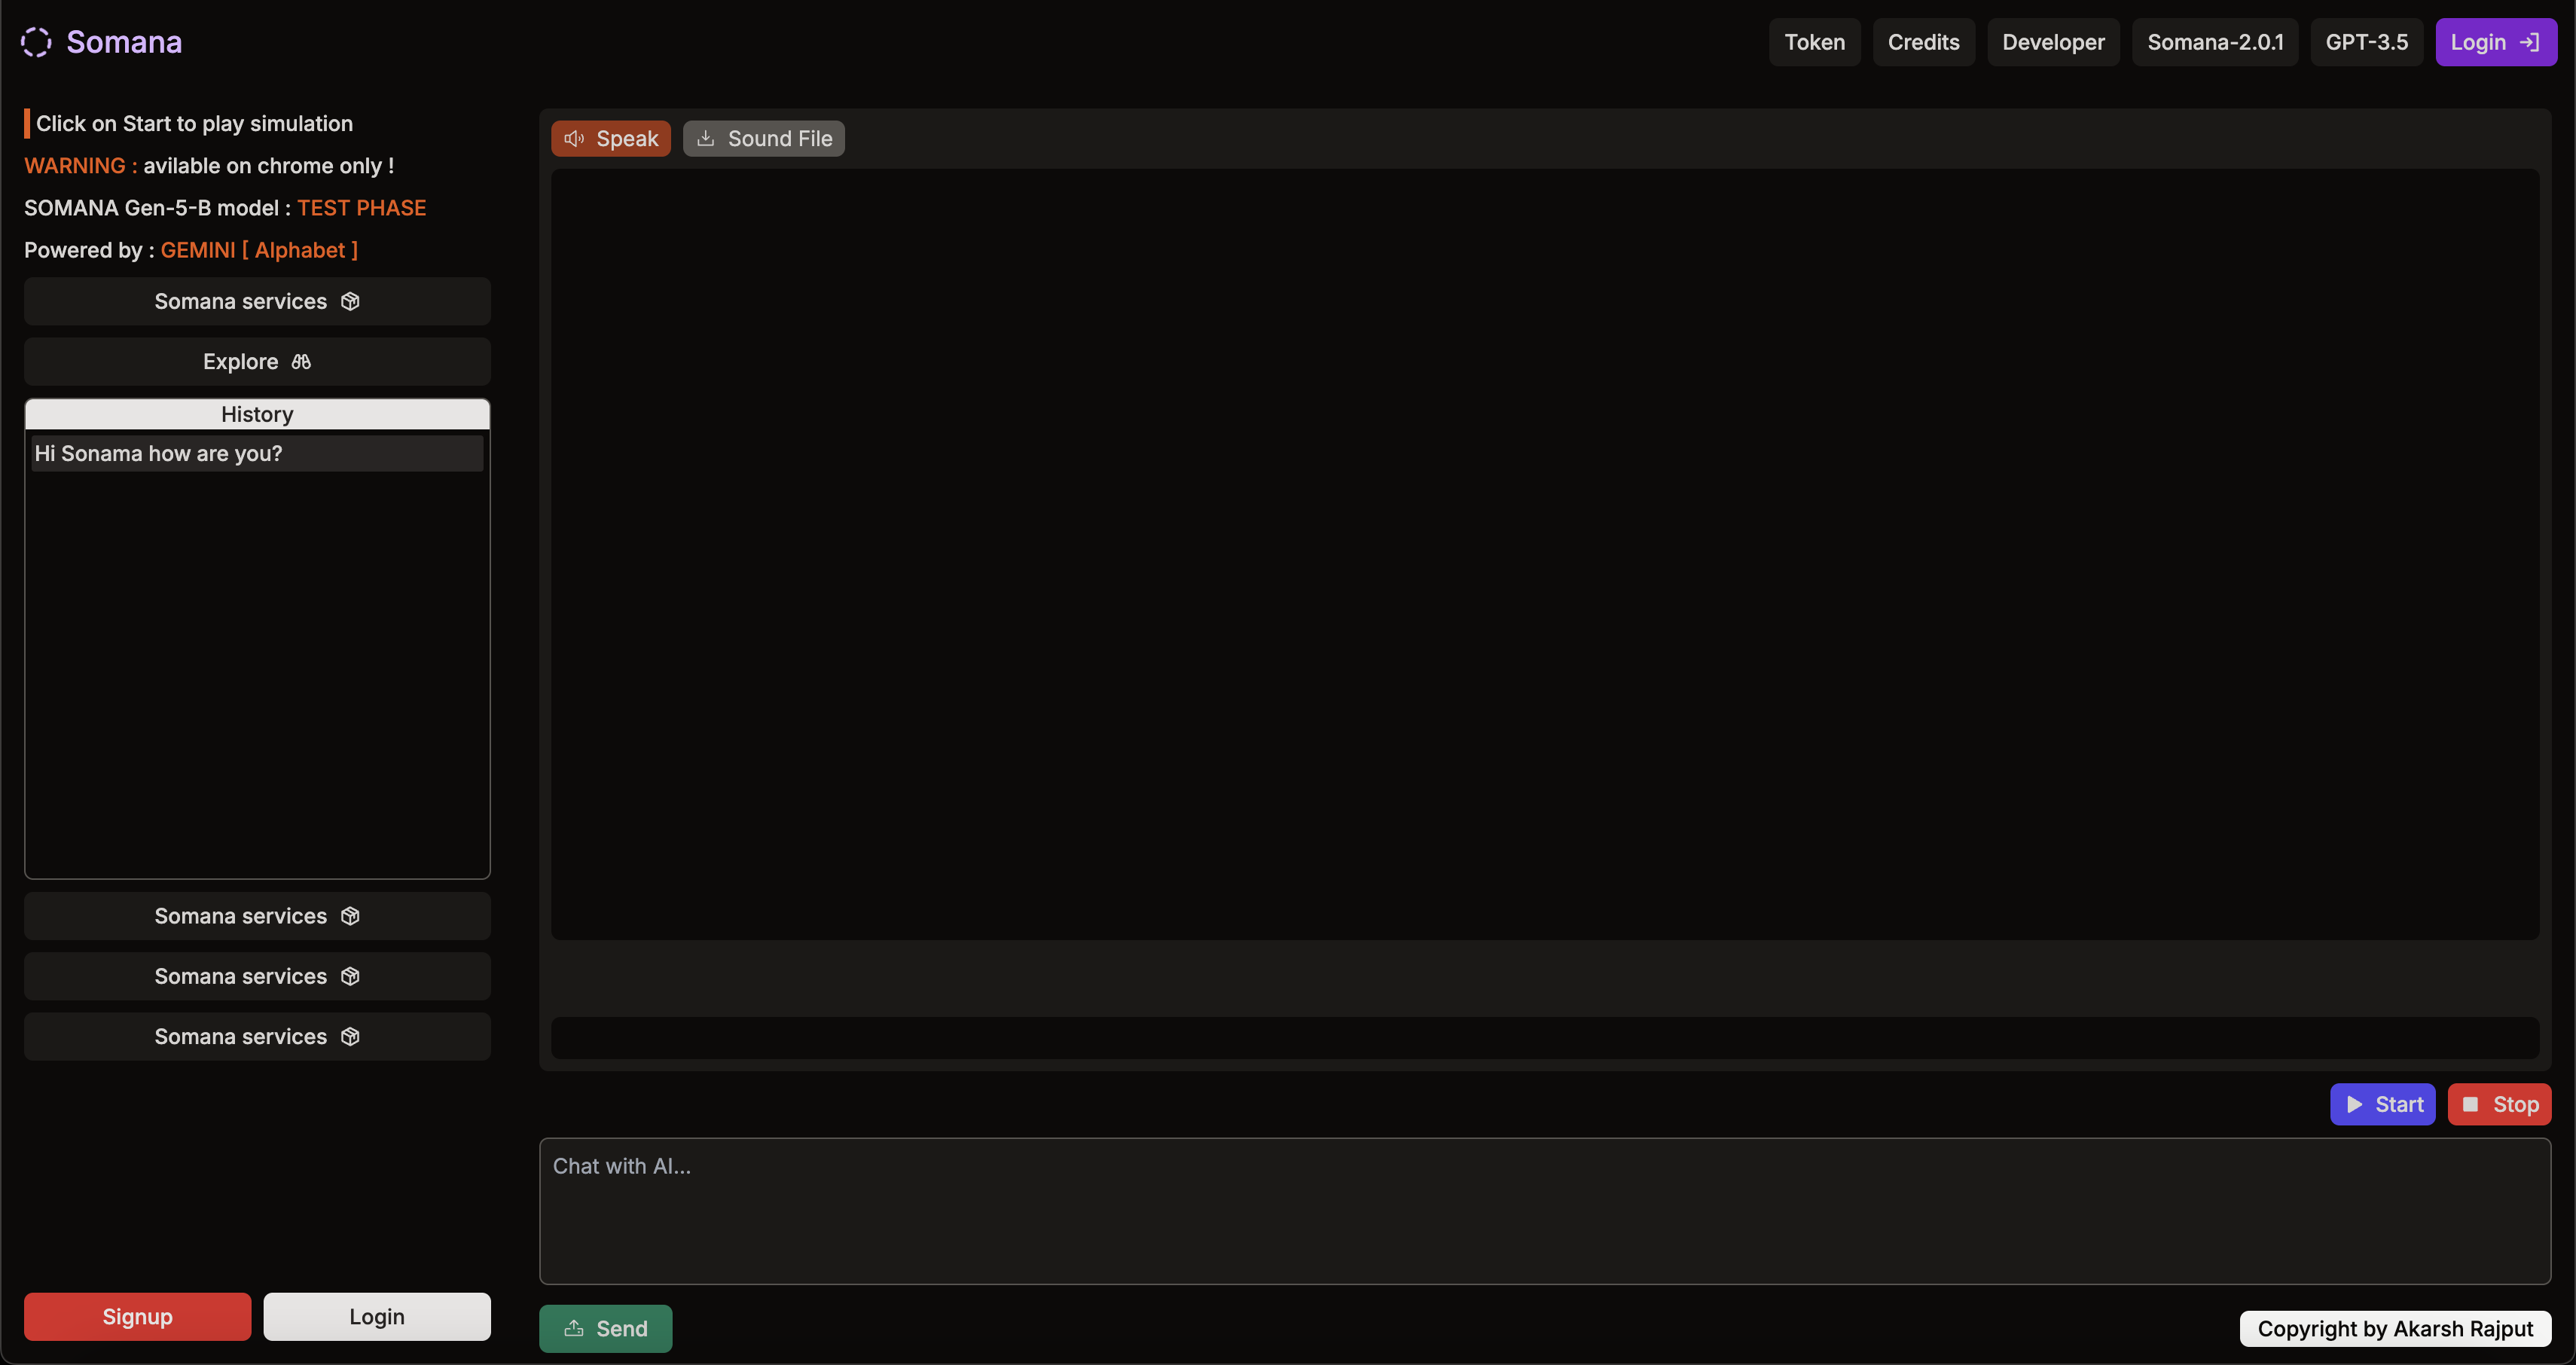 Somana
Token
Credits
Developer
Somana-2.0.1
GPT-3.5
Login
Click on Start to play simulation
WARNING : avilable on chrome only !
SOMANA Gen-5-B model : TEST PHASE
Powered by : GEMINI [ Alphabet ]
Somana services
Explore
History
Hi Sonama how are you?
Somana services
Somana services
Somana services
Signup
Login
Speak
Sound File
Start
Stop
Chat with AI...
Send
Copyright by Akarsh Rajput